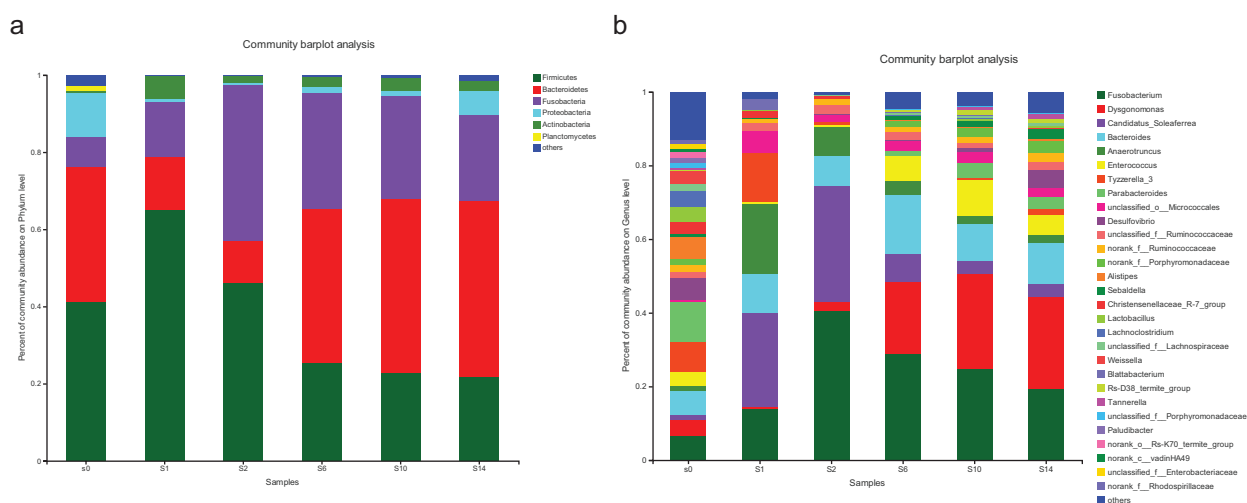 a
Community barplot analysis
Percent of community abundance on Phylum level
1
0.8
0.6
0.4
0.2
0
s0
S1
S2
S6
S10
S14
Samples
Firmicutes
Bacteroidetes
Fusobacteria
Proteobacteria
Actinobacteria
Planctomycetes
others
b
Community barplot analysis
Percent of community abundance on Genus level
1
0.8
0.6
0.4
0.2
0
s0
S1
S2
S6
S10
S14
Samples
Fusobacterium
Dysgonomonas
Candidatus_Soleaferrea
Bacteroides
Anaerotruncus
Enterococcus
Tyzzerella_3
Parabacteroides
unclassified_o__Micrococcales
Desulfovibrio
unclassified_f__Ruminococcaceae
norank_f__Ruminococcaceae
norank_f__Porphyromonadaceae
Alistipes
Sebaldella
Christensenellaceae_R-7_group
Lactobacillus
Lachnoclostridium
unclassified_f__Lachnospiraceae
Weissella
Blattabacterium
Rs-D38_termite_group
Tannerella
unclassified_f__Porphyromonadaceae
Paludibacter
norank_o__Rs-K70_termite_group
norank_c__vadinHA49
unclassified_f__Enterobacteriaceae
norank_f__Rhodospirillaceae
others